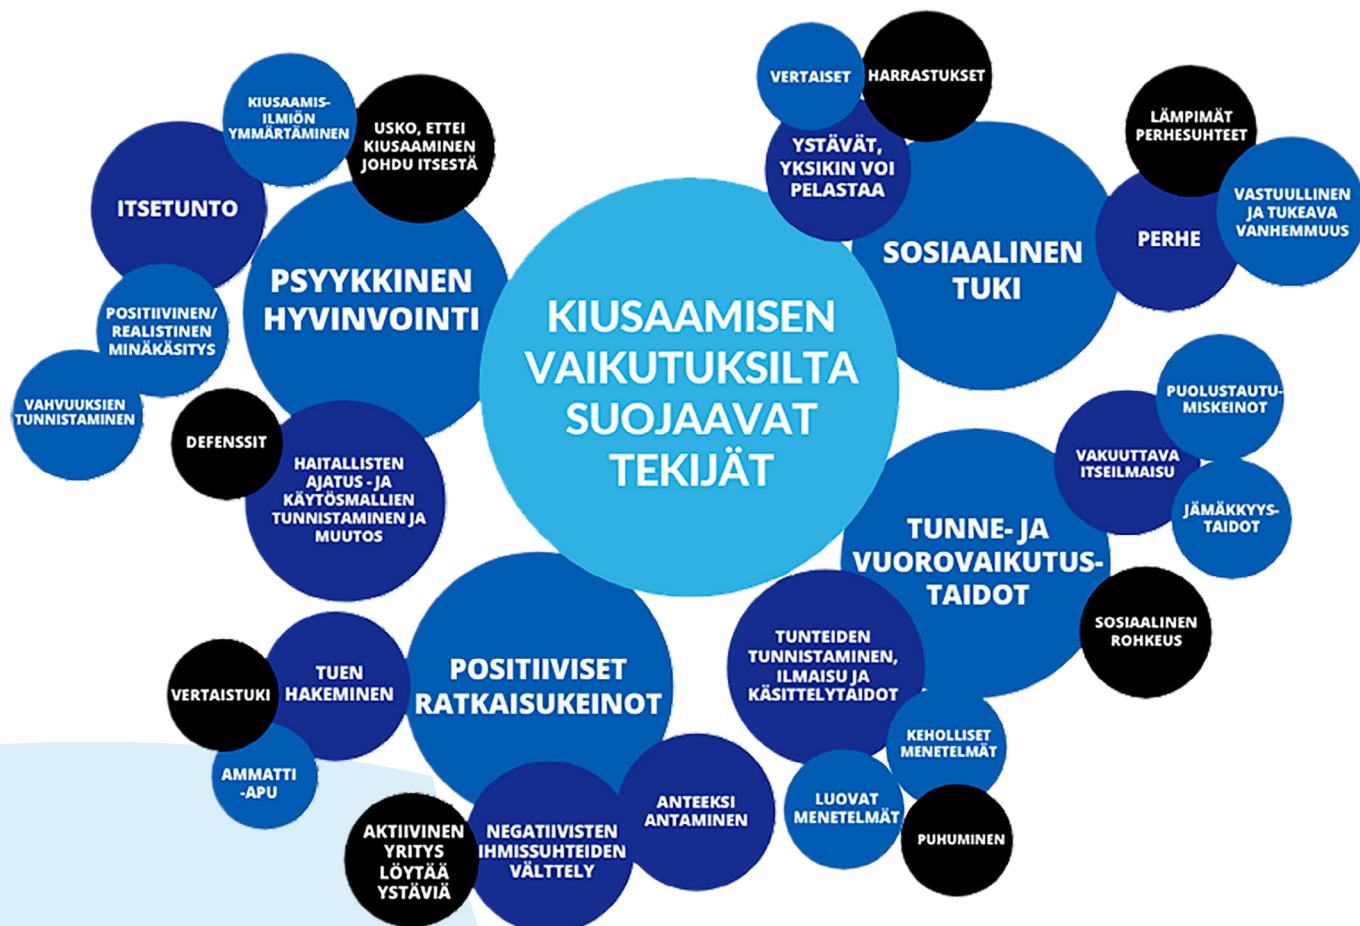 KIUSAAMISEN
VAIKUTUKSILTA
SUOJAAVAT
TEKIJÄT
PSYYKKINEN
HYVINVOINTI
ITSETUNTO
KIUSAAMIS-
ILMIÖN
YMMÄRTÄMINEN
USKO, ETTEI
KIUSAAMINEN
JOHDU ITSESTÄ
POSITIIVINEN/
REALISTINEN
MINÄKÄSITYS
VAHVUUKSIEN
TUNNISTAMINEN
DEFENSSIT
HAITALLISTEN
AJATUS - JA
KÄYTÖSMALLIEN
TUNNISTAMINEN JA
MUUTOS
SOSIAALINEN
TUKI
VERTAISET
HARRASTUKSET
YSTÄVÄT,
YKSIKIN VOI
PELASTAA
LÄMPIMÄT
PERHESUHTEET
PERHE
VASTUULLINEN
JA TUKEAVA
VANHEMMUUS
TUNNE- JA
VUOROVAIKUTUS-
TAIDOT
PUOLUSTAUTU-
MISKEINOT
VAKUUTTAVA
ITSEILMAISU
JÄMÄKKYYS-
TAIDOT
SOSIAALINEN
ROHKEUS
TUNTEIDEN
TUNNISTAMINEN,
ILMAISU JA
KÄSITTELYTAIDOT
KEHOLLISET
MENETELMÄT
LUOVAT
MENETELMÄT
PUHUMINEN
POSITIIVISET
RATKAISUKEINOT
TUEN
HAKEMINEN
VERTAISTUKI
AMMATTI
-APU
AKTIIVINEN
YRITYS
LÖYTÄÄ
YSTÄVIÄ
NEGATIIVISTEN
IHMISSUHTEIDEN
VÄLTTELY
ANTEEKSI
ANTAMINEN